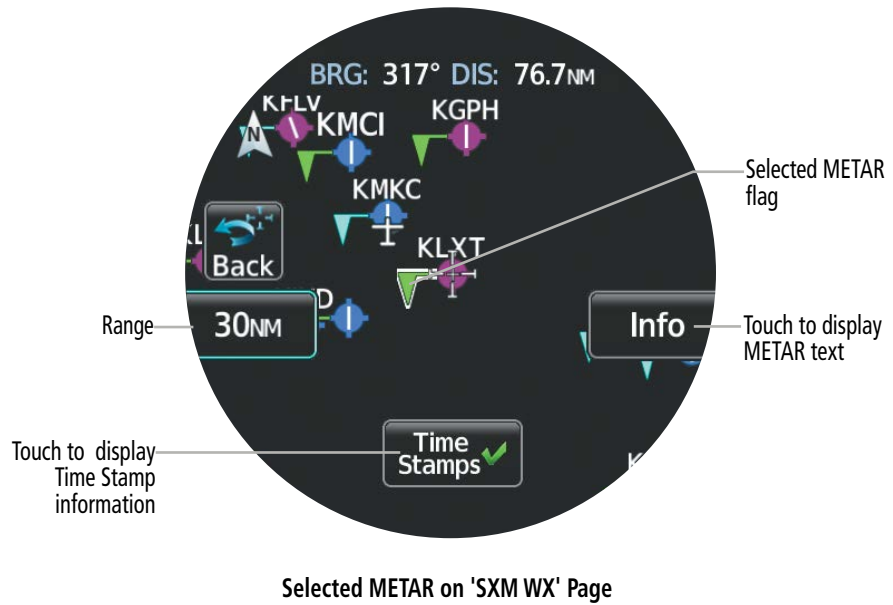 BRG: 317° DIS: 76.7NM
KFLV
KMCI
KGPH
N
KMKC
KLXT
Back
D
30NM
Info
Time
Stamps
Selected METAR
flag
Range
Touch to display
METAR text
Touch to display
Time Stamp
information
Selected METAR on 'SXM WX' Page